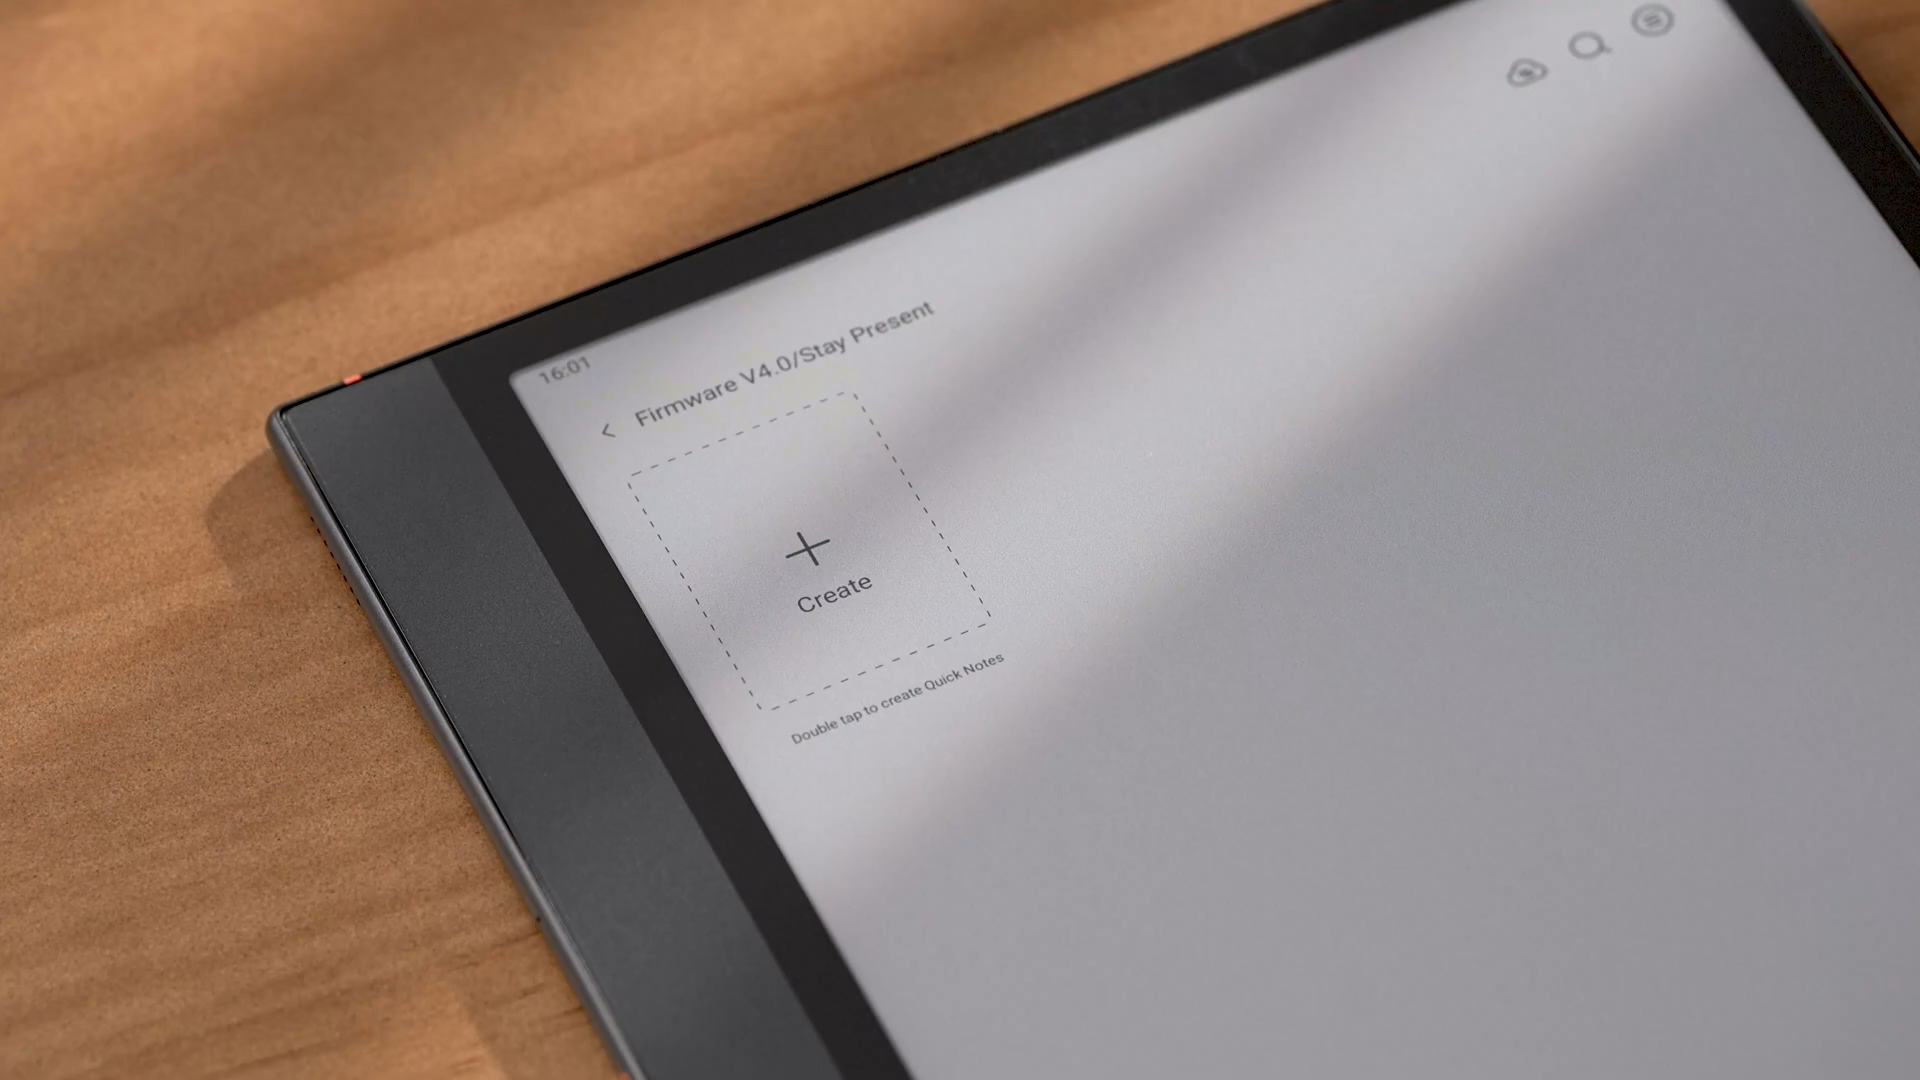 16:01
Firmware V4.0/Stay Present
Create
Double tap to create Quick Notes